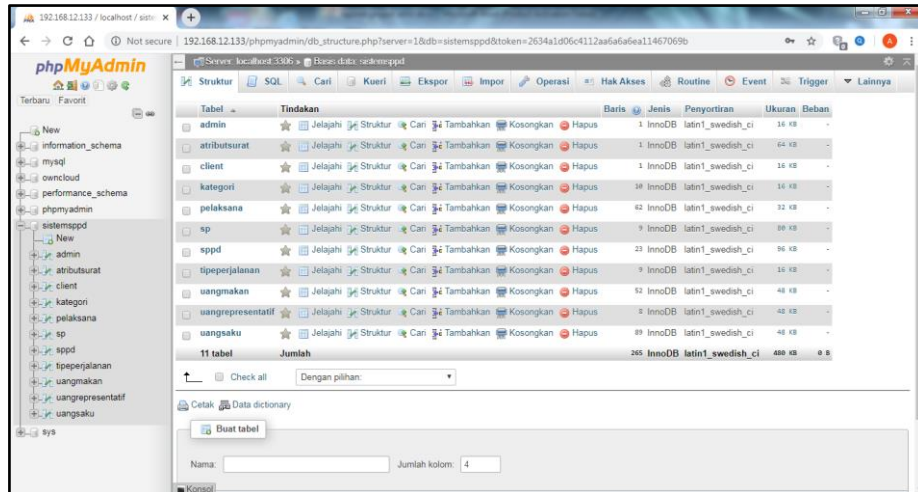 192.168.12.133 / localhost / siste
Not secure 192.168.12.133/phpmyadmin/db_structure.php?server=1&db=sistemsppd&token=2634a1d06c4112aa6a6a6ea11467069b
phpMyAdmin
Terbaru Favorit
New
information_schema
mysql
owncloud
performance_schema
phpmyadmin
sistemsppd
New
admin
atributsurat
client
kategori
pelaksana
sp
sppd
tipeperjalanan
uangmakan
uangrepresentatif
uangsaku
sys
Server: localhost:3306 » Basis data: sistemsppd
Struktur SQL Cari Kueri Ekspor Impor Operasi Hak Akses Routine Event Trigger Lainnya
Tabel Tindakan Baris Jenis Penyortiran Ukuran Beban
admin Jelajahi Struktur Cari Tambahkan Kosongkan Hapus 1 InnoDB latin1_swedish_ci 16 KB -
atributsurat Jelajahi Struktur Cari Tambahkan Kosongkan Hapus 1 InnoDB latin1_swedish_ci 64 KB -
client Jelajahi Struktur Cari Tambahkan Kosongkan Hapus 1 InnoDB latin1_swedish_ci 16 KB -
kategori Jelajahi Struktur Cari Tambahkan Kosongkan Hapus 10 InnoDB latin1_swedish_ci 16 KB -
pelaksana Jelajahi Struktur Cari Tambahkan Kosongkan Hapus 62 InnoDB latin1_swedish_ci 32 KB -
sp Jelajahi Struktur Cari Tambahkan Kosongkan Hapus 9 InnoDB latin1_swedish_ci 80 KB -
sppd Jelajahi Struktur Cari Tambahkan Kosongkan Hapus 23 InnoDB latin1_swedish_ci 96 KB -
tipeperjalanan Jelajahi Struktur Cari Tambahkan Kosongkan Hapus 9 InnoDB latin1_swedish_ci 16 KB -
uangmakan Jelajahi Struktur Cari Tambahkan Kosongkan Hapus 52 InnoDB latin1_swedish_ci 48 KB -
uangrepresentatif Jelajahi Struktur Cari Tambahkan Kosongkan Hapus 8 InnoDB latin1_swedish_ci 48 KB -
uangsaku Jelajahi Struktur Cari Tambahkan Kosongkan Hapus 89 InnoDB latin1_swedish_ci 48 KB -
11 tabel Jumlah 265 InnoDB latin1_swedish_ci 480 KB 0 B
Check all Dengan pilihan:
Cetak Data dictionary
Buat tabel
Nama: Jumlah kolom: 4
Konsol